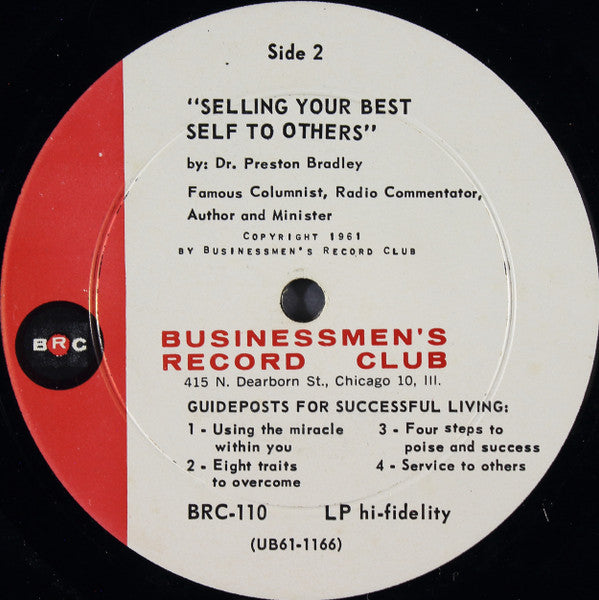 Side 2
"SELLING YOUR BEST
SELF TO OTHERS"
by: Dr. Preston Bradley
Famous Columnist, Radio Commentator,
Author and Minister
COPYRIGHT 1961
BY BUSINESSMEN'S RECORD CLUB
BRC
BUSINESSMEN'S
RECORD CLUB
415 N. Dearborn St., Chicago 10, Ill.
GUIDEPOSTS FOR SUCCESSFUL LIVING:
1 - Using the miracle
within you
2 - Eight traits
to overcome
3 - Four steps to
poise and success
4 - Service to others
BRC-110 LP hi-fidelity
(UB61-1166)